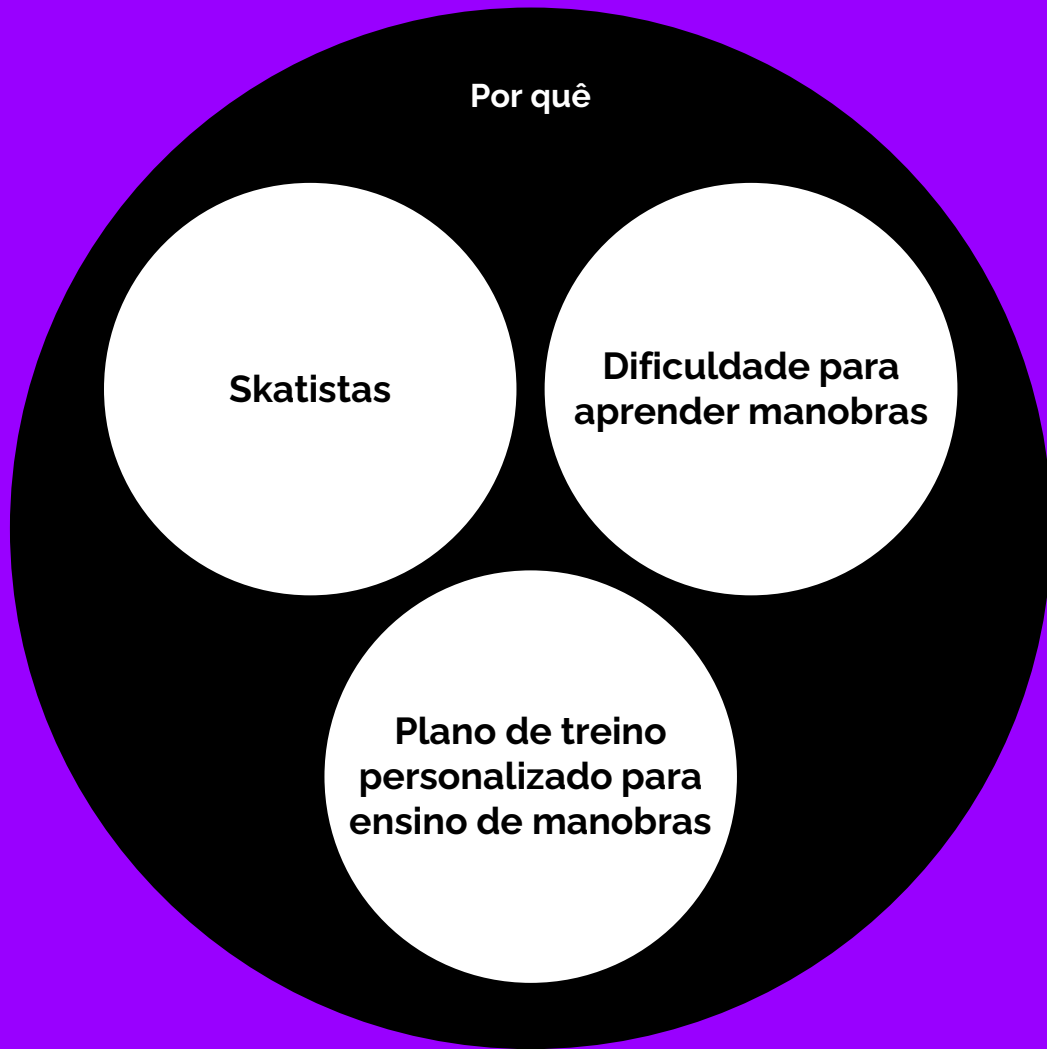 Por quê
Skatistas
Dificuldade para
aprender manobras
Plano de treino
personalizado para
ensino de manobras